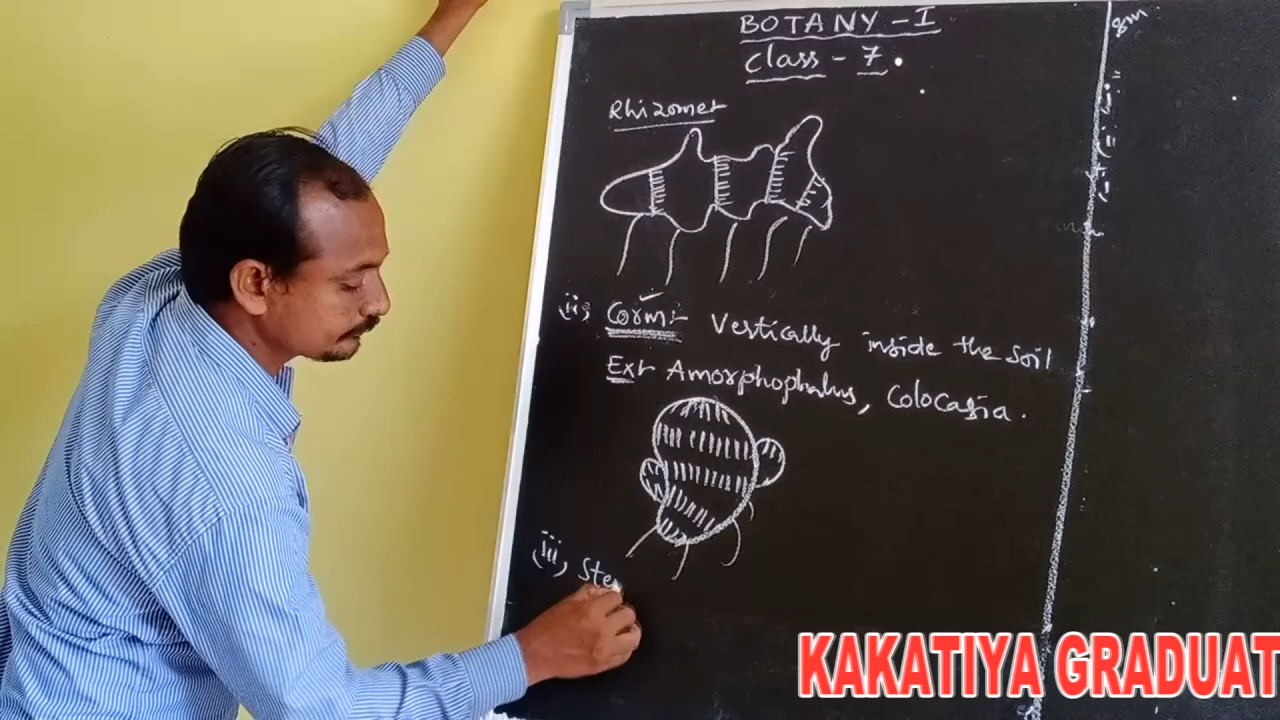 BOTANY - I
Class - 7.
Rhizome:-
ii, Corm:- Vertically inside the Soil
Ex:- Amorphophalus, Colocasia.
iii, Ste
KAKATIYA GRADUAT